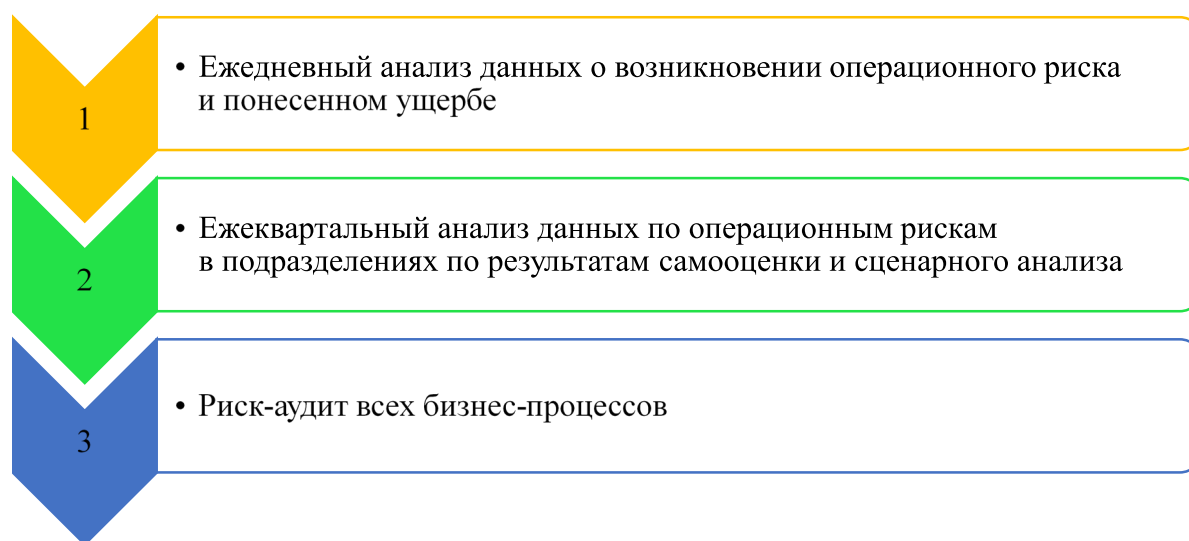 1
• Ежедневный анализ данных о возникновении операционного риска
и понесенном ущербе
2
• Ежеквартальный анализ данных по операционным рискам
в подразделениях по результатам самооценки и сценарного анализа
3
• Риск-аудит всех бизнес-процессов